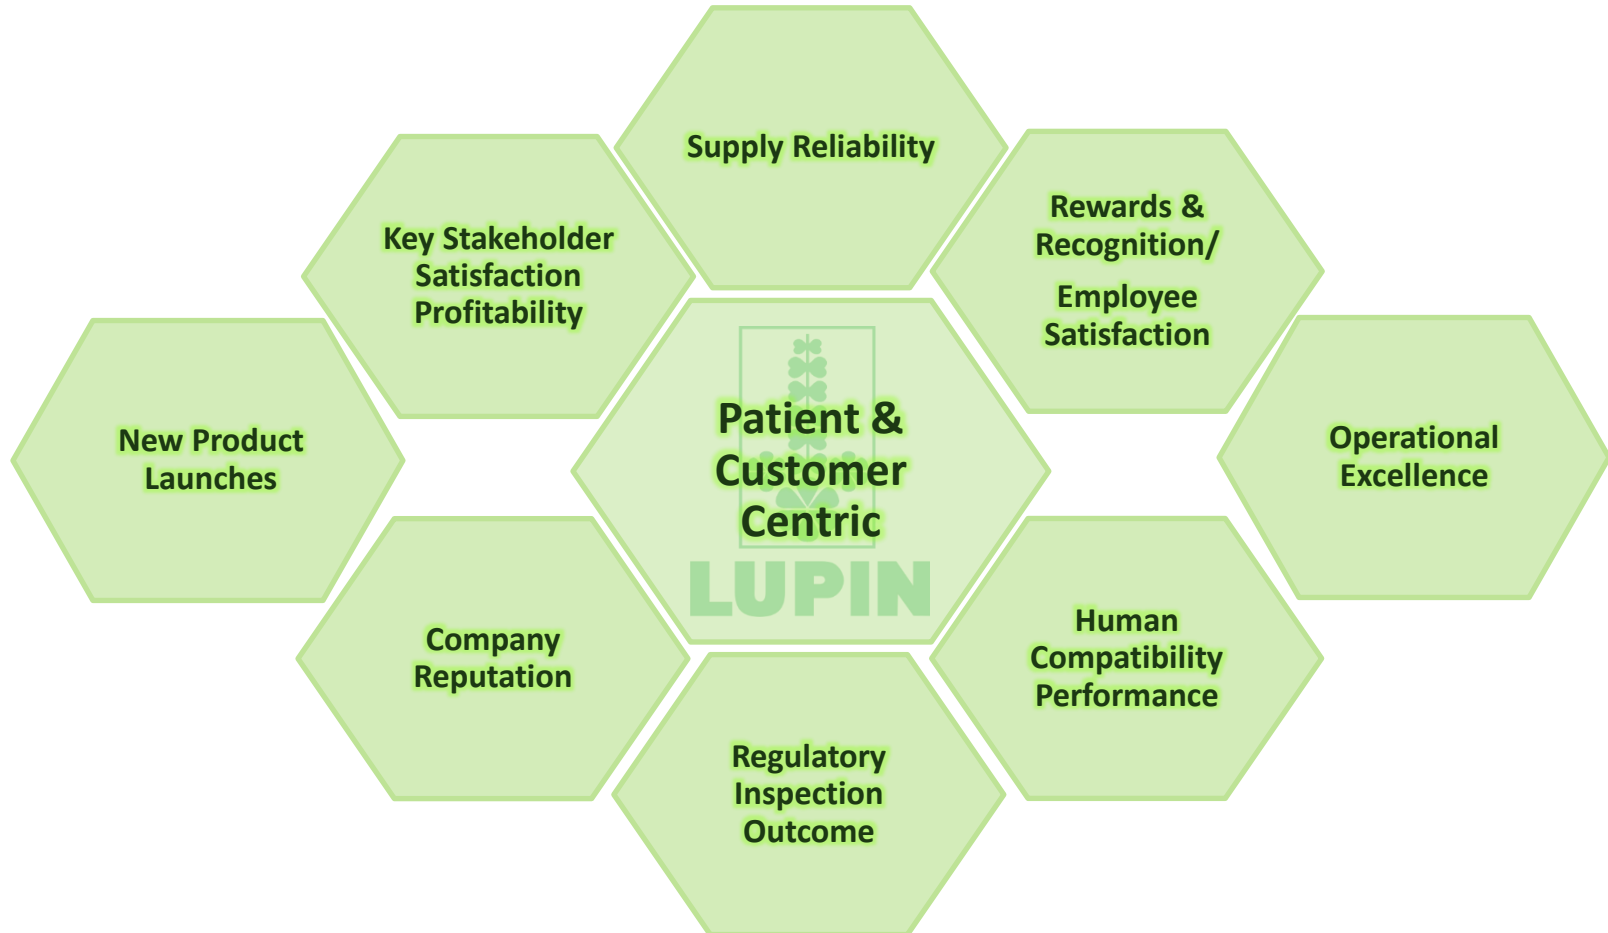 Supply Reliability
Key Stakeholder
Satisfaction
Profitability
Rewards &
Recognition/
Employee
Satisfaction
New Product
Launches
Patient &
Customer
Centric
LUPIN
Operational
Excellence
Company
Reputation
Human
Compatibility
Performance
Regulatory
Inspection
Outcome